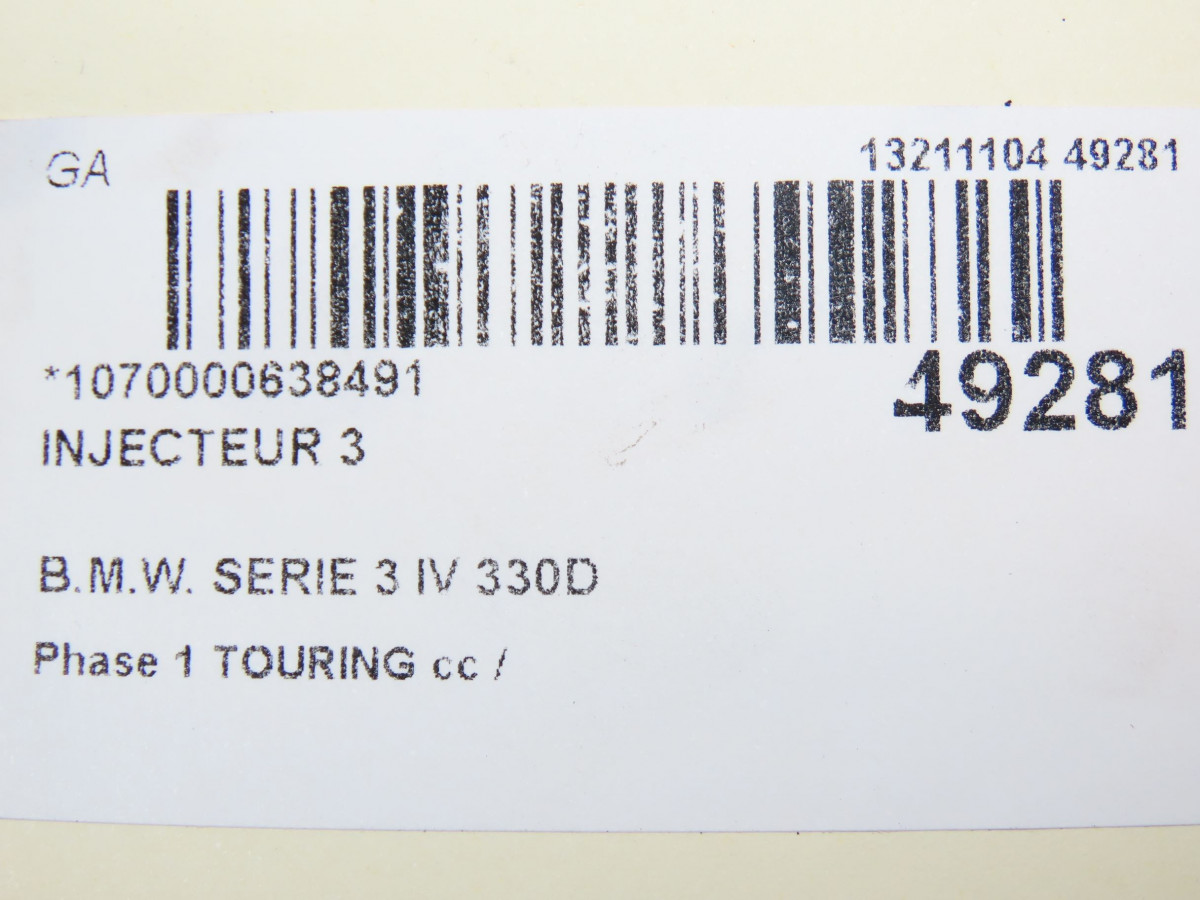 GA 13211104 49281
*1070000638491 49281
INJECTEUR 3
B.M.W. SERIE 3 IV 330D
Phase 1 TOURING cc /